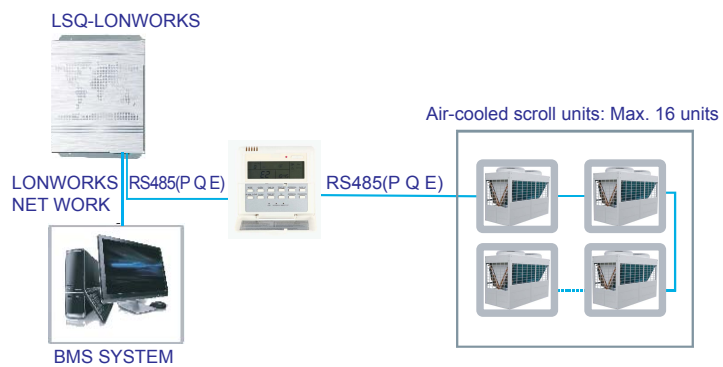 LSQ-LONWORKS
Air-cooled scroll units: Max. 16 units
LONWORKS
NET WORK
RS485(P Q E)
RS485(P Q E)
BMS SYSTEM